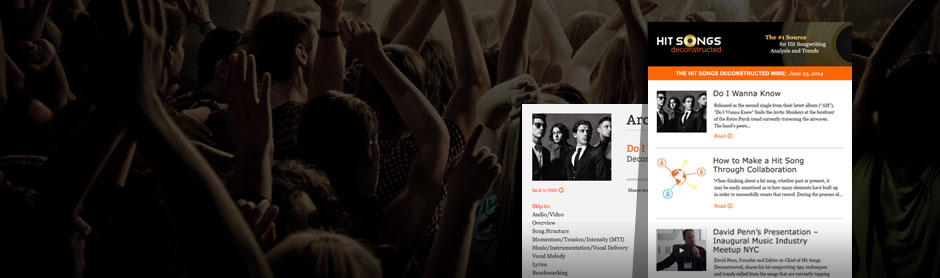 Arc
Do I
Decon
Back to HSD
Share to
Skip to:
Audio/Video
Overview
Song Structure
Momentum/Tension/Intensity (MTI)
Music/Instrumentation/Vocal Delivery
Vocal Melody
Lyrics
Benchmarking
HIT SONGS
deconstructed
The #1 Source
for Hit Songwriting
Analysis and Trends
THE HIT SONGS DECONSTRUCTED WIRE: June 23, 2014
Do I Wanna Know
Released as the second single from their latest album ("AM"),
"Do I Wanna Know" finds the Arctic Monkeys at the forefront
of the Retro Psych trend currently traversing the airwaves.
The band's peers...
Read
How to Make a Hit Song
Through Collaboration
When thinking about a hit song, whether past or present, it
may be easily unnoticed as to how many elements have built up
in order to successfully create that record. During the process of...
Read
David Penn's Presentation –
Inaugural Music Industry
Meetup NYC
David Penn, Founder and Editor-in-Chief of Hit Songs
Deconstructed, shares his hit songwriting tips, techniques
and trends culled from the songs that are currently topping